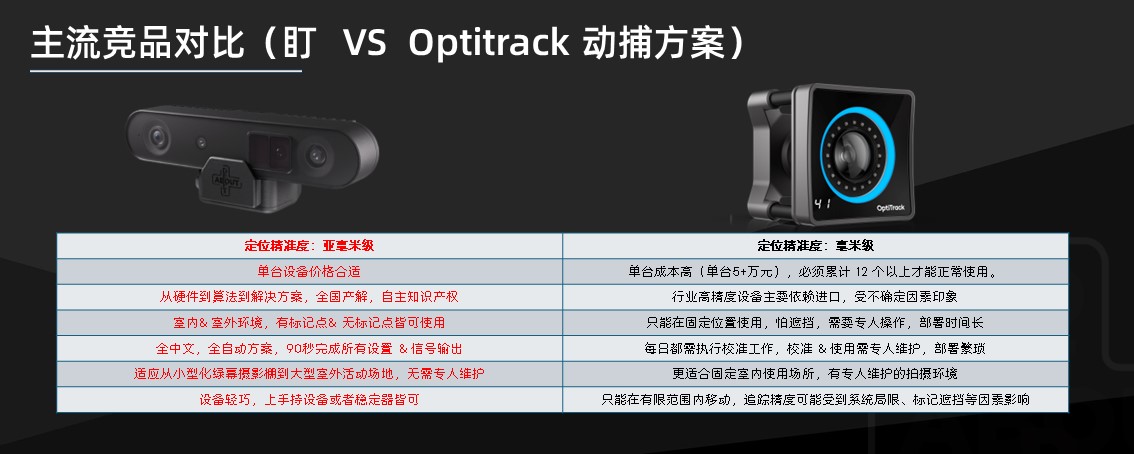 主流竞品对比（盯 VS Optitrack 动捕方案）
ABOUT
41
OptiTrack
定位精准度：亚毫米级
定位精准度：毫米级
单台设备价格合适
单台成本高（单台5+万元），必须累计 12 个以上才能正常使用。
从硬件到算法到解决方案，全国产解，自主知识产权
行业高精度设备主要依赖进口，受不确定因素印象
室内& 室外环境，有标记点& 无标记点皆可使用
只能在固定位置使用，怕遮挡，需要专人操作，部署时间长
全中文，全自动方案，90秒完成所有设置 &信号输出
每日都需执行校准工作，校准 &使用需专人维护，部署繁琐
适应从小型化绿幕摄影棚到大型室外活动场地，无需专人维护
更适合固定室内使用场所，有专人维护的拍摄环境
设备轻巧，上手持设备或者稳定器皆可
只能在有限范围内移动，追踪精度可能受到系统局限、标记遮挡等因素影响